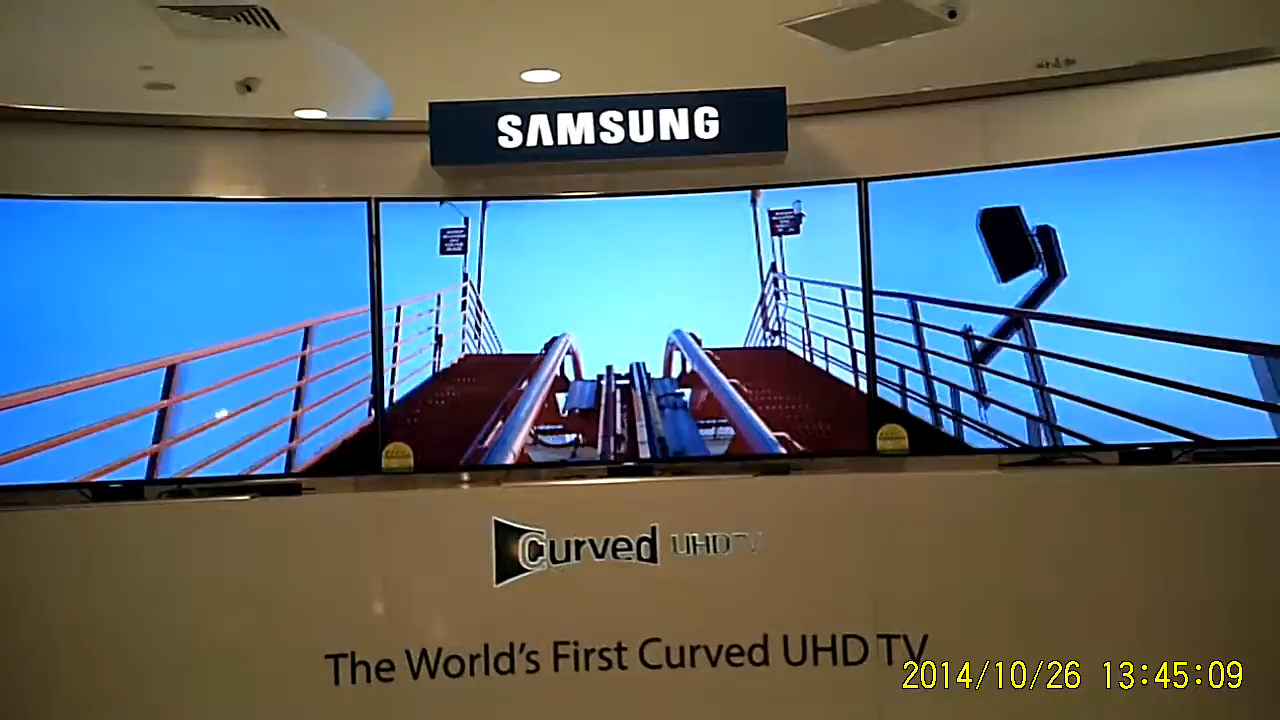 SAMSUNG
Curved UHD TV
The World's First Curved UHD TV
2014/10/26 13:45:09